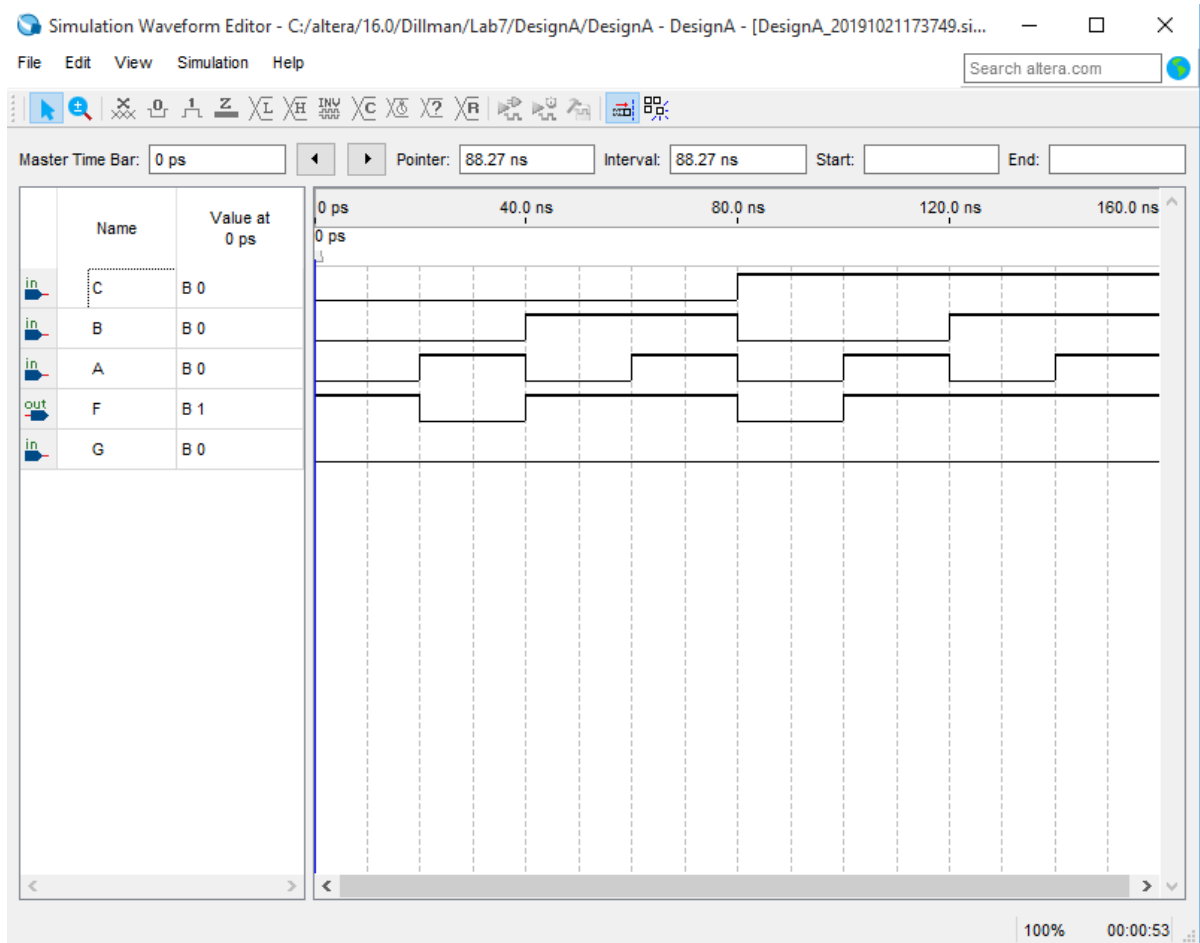 Simulation Waveform Editor - C:/altera/16.0/Dillman/Lab7/DesignA/DesignA - DesignA - [DesignA_20191021173749.si...
File Edit View Simulation Help
Search altera.com
Master Time Bar: 0 ps Pointer: 88.27 ns Interval: 88.27 ns Start: End:
Name Value at 0 ps
0 ps 40.0 ns 80.0 ns 120.0 ns 160.0 ns
0 ps
in C B 0
in B B 0
in A B 0
out F B 1
in G B 0
100% 00:00:53